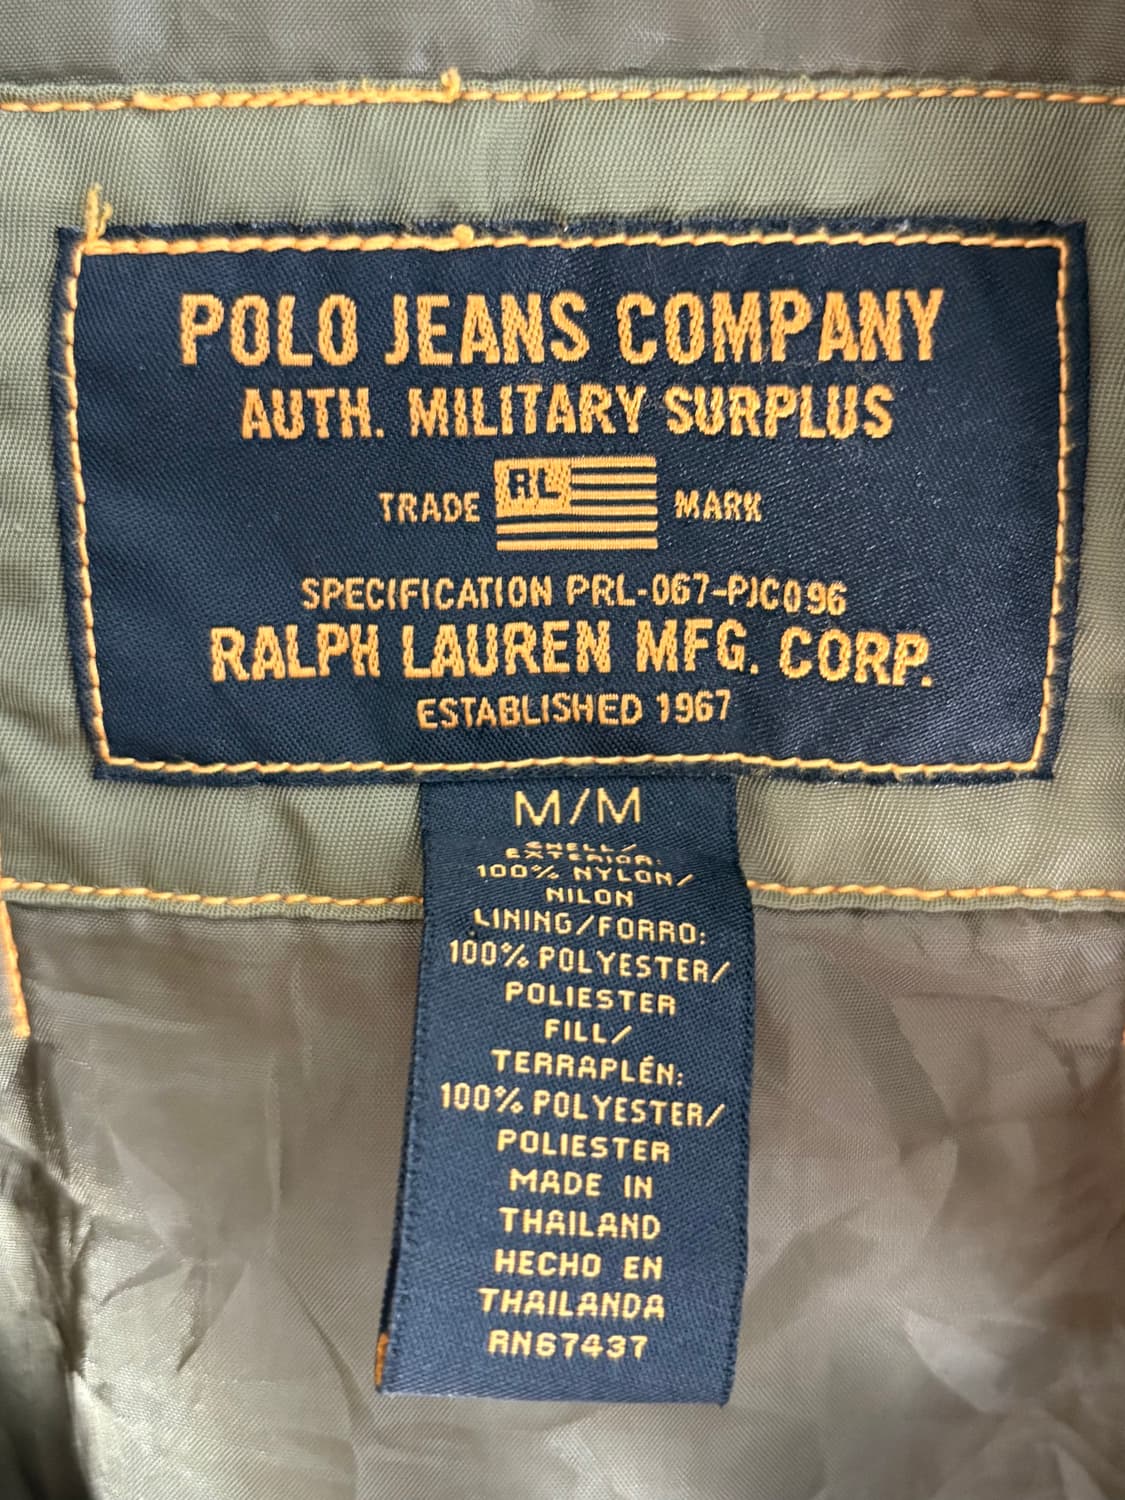 POLO JEANS COMPANY
AUTH. MILITARY SURPLUS
TRADE RL MARK
SPECIFICATION PRL-067-PJC096
RALPH LAUREN MFG. CORP.
ESTABLISHED 1967
M/M
SHELL/
EXTERIOR:
100% NYLON/
NILON
LINING/FORRO:
100% POLYESTER/
POLIESTER
FILL/
TERRAPLÉN:
100% POLYESTER/
POLIESTER
MADE IN
THAILAND
HECHO EN
THAILANDA
RN67437